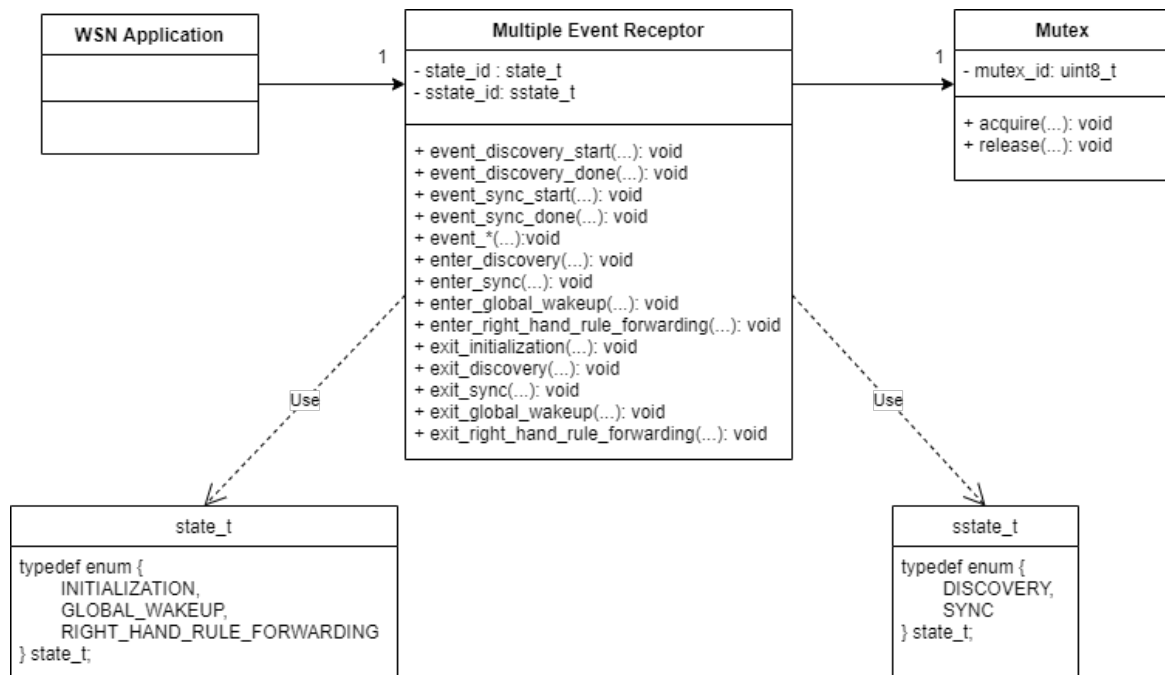 WSN Application
1
Multiple Event Receptor
- state_id : state_t
- sstate_id: sstate_t
+ event_discovery_start(...): void
+ event_discovery_done(...): void
+ event_sync_start(...): void
+ event_sync_done(...): void
+ event_*(...):void
+ enter_discovery(...): void
+ enter_sync(...): void
+ enter_global_wakeup(...): void
+ enter_right_hand_rule_forwarding(...): void
+ exit_initialization(...): void
+ exit_discovery(...): void
+ exit_sync(...): void
+ exit_global_wakeup(...): void
+ exit_right_hand_rule_forwarding(...): void
1
Mutex
- mutex_id: uint8_t
+ acquire(...): void
+ release(...): void
Use
Use
state_t
typedef enum {
INITIALIZATION,
GLOBAL_WAKEUP,
RIGHT_HAND_RULE_FORWARDING
} state_t;
sstate_t
typedef enum {
DISCOVERY,
SYNC
} state_t;